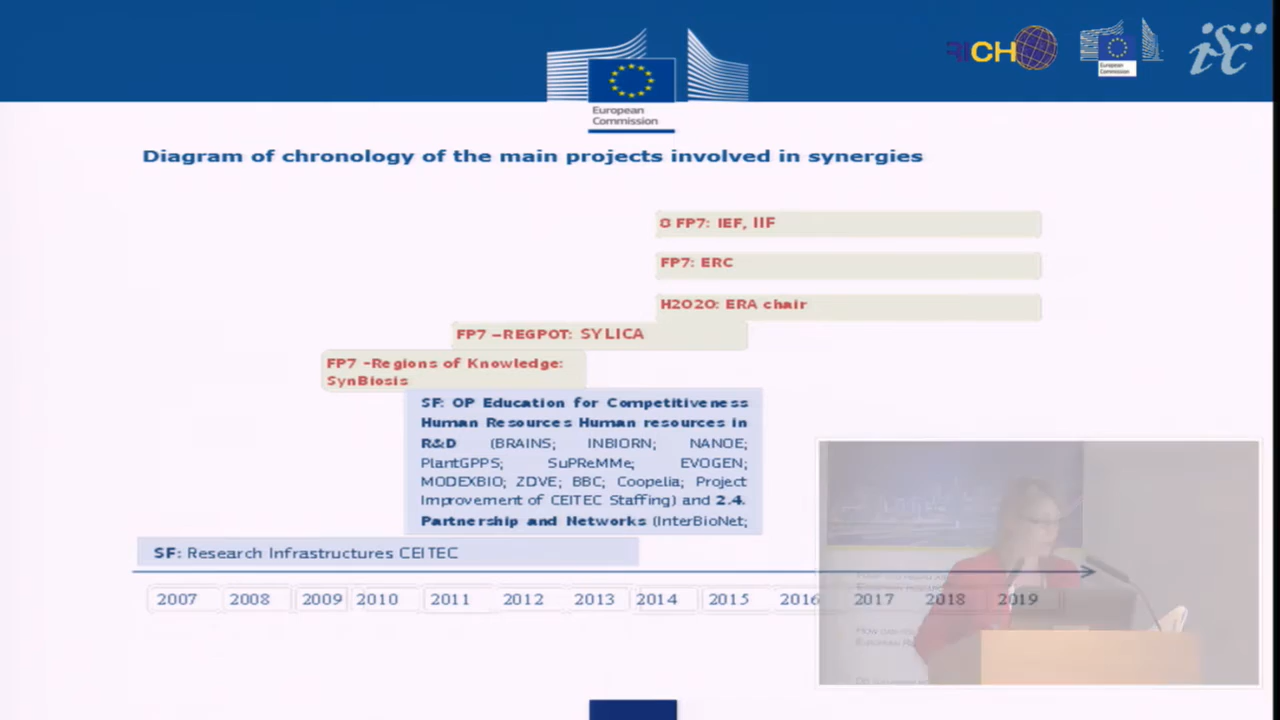 RICH
European
Commission
iSC
European
Commission
Diagram of chronology of the main projects involved in synergies
8 FP7: IEF, IIF
FP7: ERC
H2020: ERA chair
FP7 –REGPOT: SYLICA
FP7 -Regions of Knowledge:
SynBiosis
SF: OP Education for Competitiveness
Human Resources Human resources in
R&D (BRAINS; INBIORN; NANOE;
PlantGPPS; SuPReMMe; EVOGEN;
MODEXBIO; ZDVE; BBC; Coopelia; Project
Improvement of CEITEC Staffing) and 2.4.
Partnership and Networks (InterBioNet;
SF: Research Infrastructures CEITEC
2007 2008 2009 2010 2011 2012 2013 2014 2015 2016 2017 2018 2019